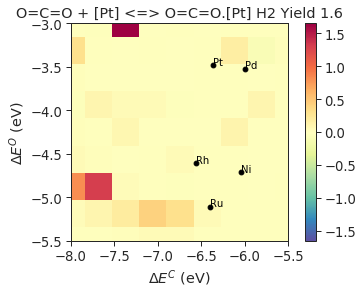 O=C=O + [Pt] <=> O=C=O.[Pt] H2 Yield 1.6
−3.0
−3.5
−4.0
−4.5
−5.0
−5.5
ΔE^O (eV)
Pt
Pd
Rh
Ni
Ru
−8.0 −7.5 −7.0 −6.5 −6.0 −5.5
ΔE^C (eV)
1.5
1.0
0.5
0.0
−0.5
−1.0
−1.5